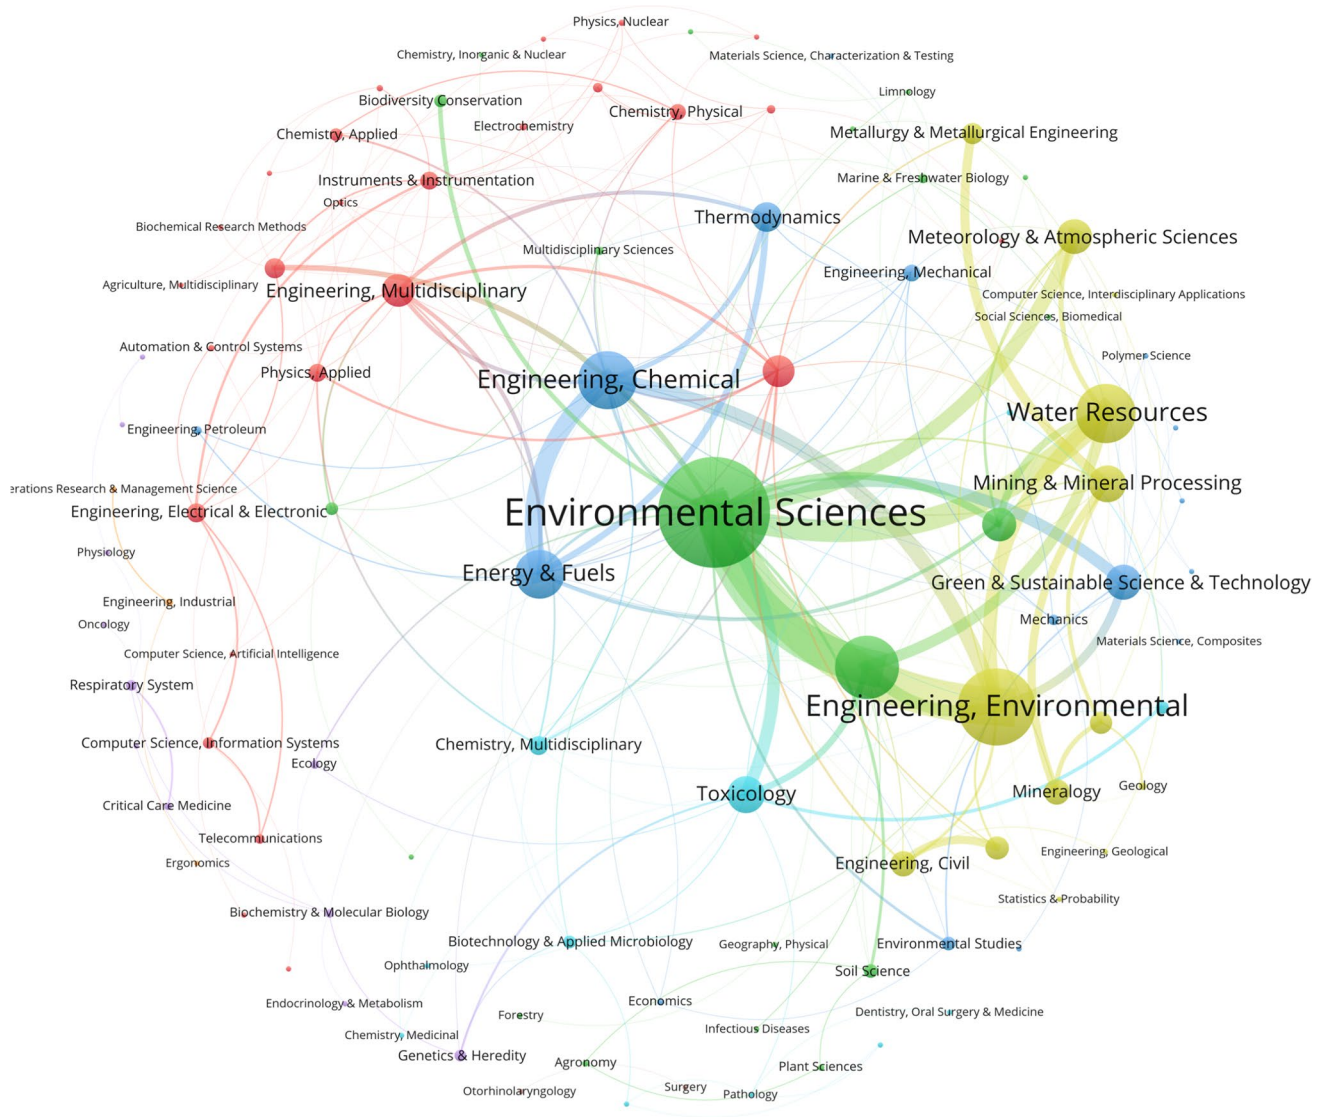 Physics, Nuclear
Chemistry, Inorganic & Nuclear
Materials Science, Characterization & Testing
Limnology
Biodiversity Conservation
Chemistry, Physical
Electrochemistry
Chemistry, Applied
Metallurgy & Metallurgical Engineering
Instruments & Instrumentation
Marine & Freshwater Biology
Optics
Thermodynamics
Biochemical Research Methods
Meteorology & Atmospheric Sciences
Multidisciplinary Sciences
Engineering, Mechanical
Agriculture, Multidisciplinary
Engineering, Multidisciplinary
Computer Science, Interdisciplinary Applications
Social Sciences, Biomedical
Automation & Control Systems
Polymer Science
Physics, Applied
Engineering, Chemical
Water Resources
Engineering, Petroleum
Mining & Mineral Processing
erations Research & Management Science
Engineering, Electrical & Electronic
Environmental Sciences
Physiology
Energy & Fuels
Green & Sustainable Science & Technology
Engineering, Industrial
Mechanics
Oncology
Materials Science, Composites
Computer Science, Artificial Intelligence
Respiratory System
Engineering, Environmental
Computer Science, Information Systems
Chemistry, Multidisciplinary
Ecology
Geology
Mineralogy
Toxicology
Critical Care Medicine
Telecommunications
Engineering, Geological
Ergonomics
Engineering, Civil
Statistics & Probability
Biochemistry & Molecular Biology
Biotechnology & Applied Microbiology
Geography, Physical
Environmental Studies
Ophthalmology
Soil Science
Endocrinology & Metabolism
Economics
Dentistry, Oral Surgery & Medicine
Forestry
Infectious Diseases
Chemistry, Medicinal
Genetics & Heredity
Agronomy
Plant Sciences
Otorhinolaryngology
Surgery
Pathology